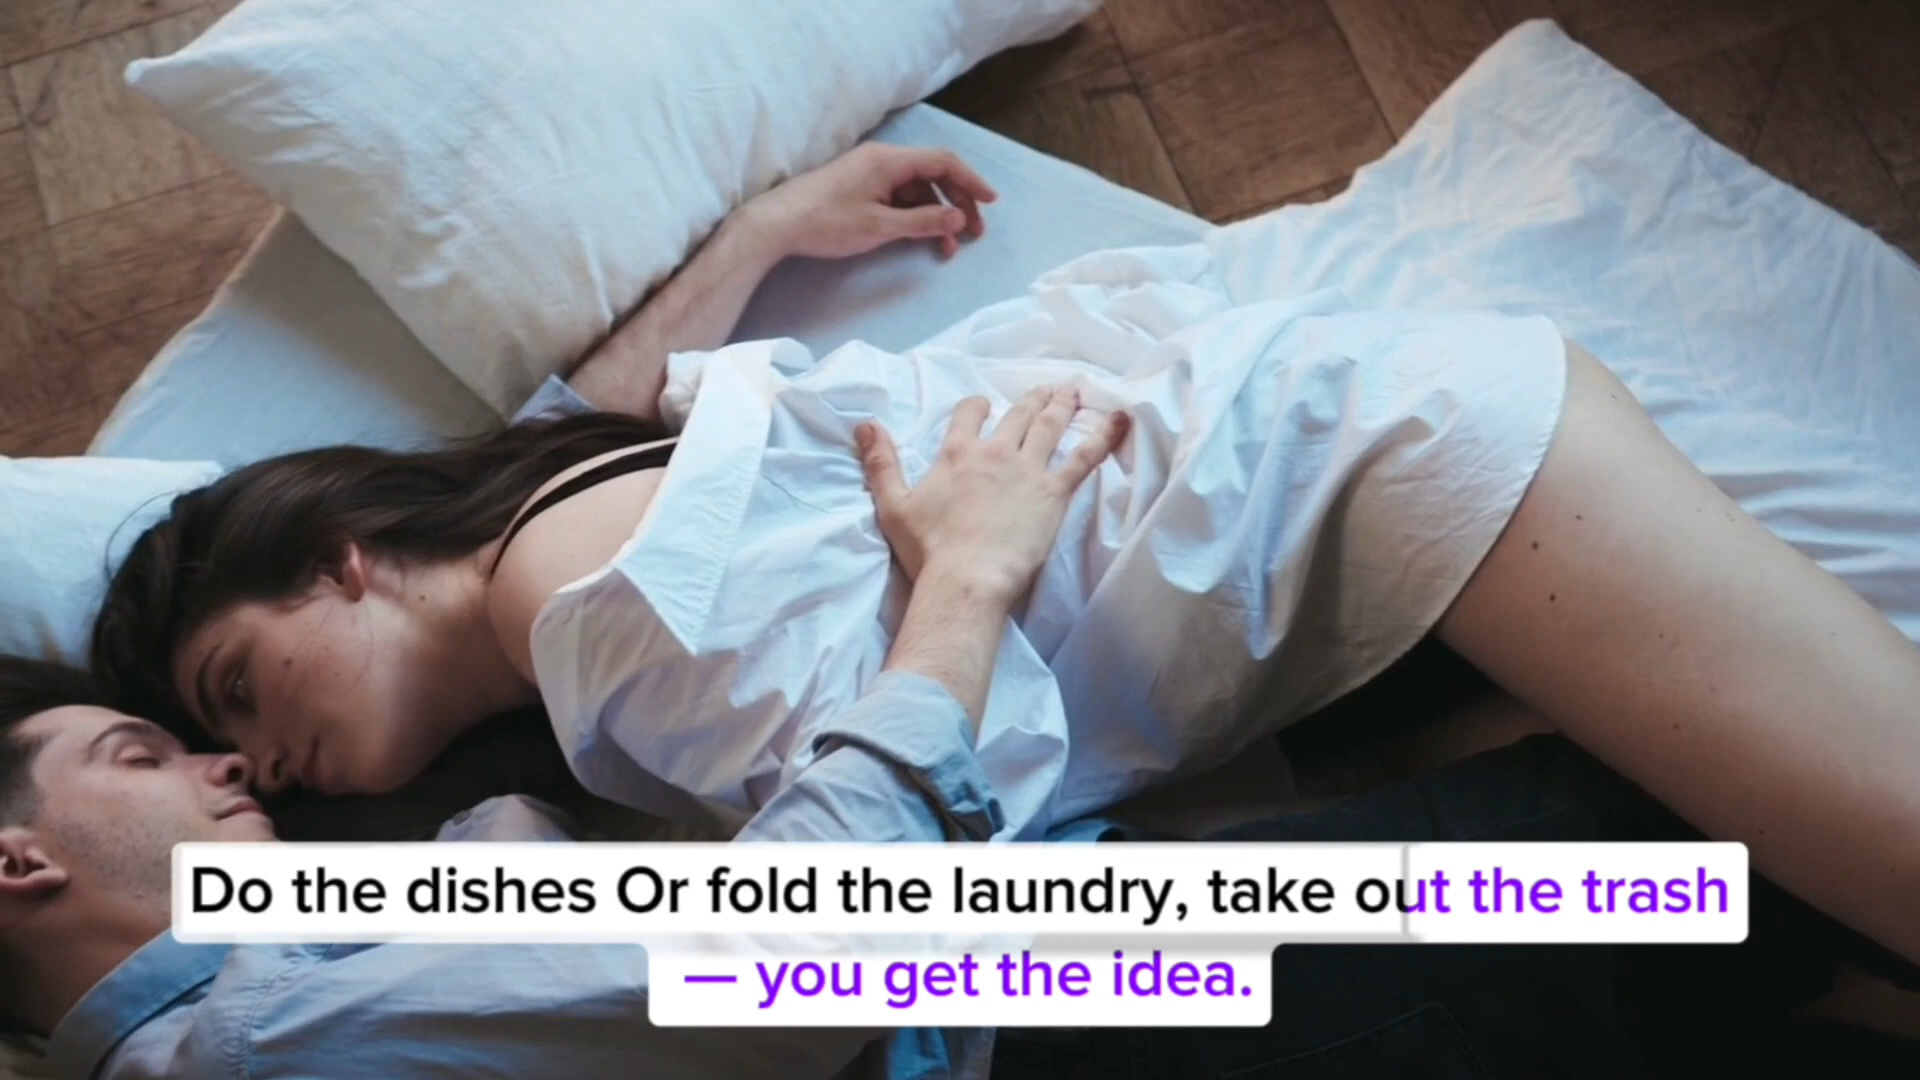 Do the dishes Or fold the laundry, take out the trash
— you get the idea.